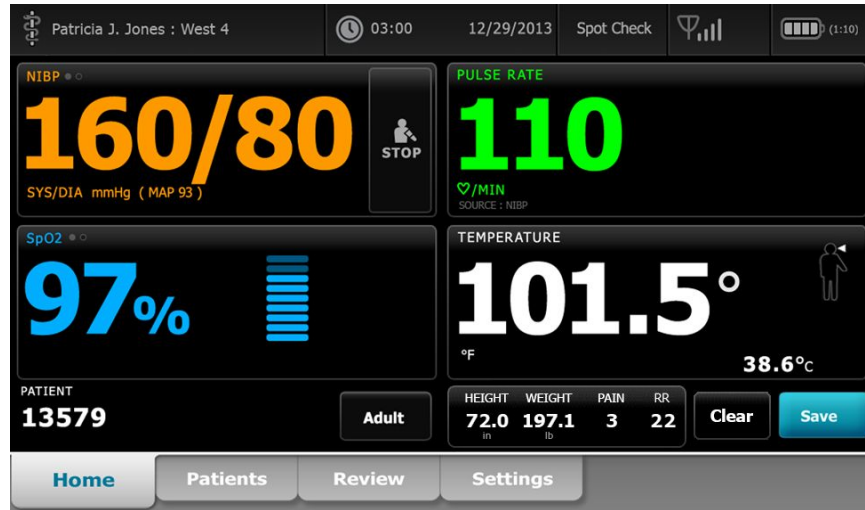 Patricia J. Jones : West 4 03:00 12/29/2013 Spot Check (1:10)
NIBP
160/80
STOP
SYS/DIA mmHg ( MAP 93 )
PULSE RATE
110
/MIN
SOURCE : NIBP
SpO2
97%
TEMPERATURE
101.5°
°F
38.6°C
PATIENT
13579
Adult
HEIGHT WEIGHT PAIN RR
72.0 197.1 3 22
in lb
Clear
Save
Home Patients Review Settings